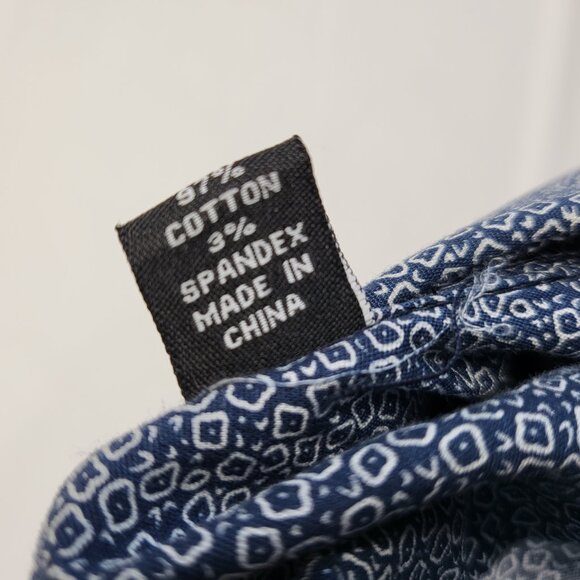 97%
COTTON
3%
SPANDEX
MADE IN
CHINA